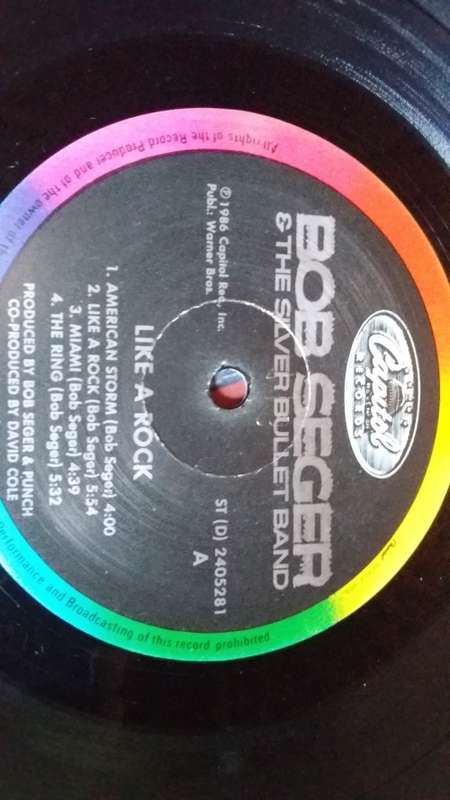 Capitol
RECORDS
BOB SEGER
& THE SILVER BULLET BAND
℗ 1986 Capitol Rec., Inc.
Publ.: Warner Bros.
ST (D) 2405281
A
LIKE A ROCK
1. AMERICAN STORM (Bob Seger) 4:00
2. LIKE A ROCK (Bob Seger) 5:54
3. MIAMI (Bob Seger) 4:39
4. THE RING (Bob Seger) 5:32
PRODUCED BY BOB SEGER & PUNCH
CO-PRODUCED BY DAVID COLE
All rights of the Record Producer and of the owner of
Performance and Broadcasting of this record prohibited